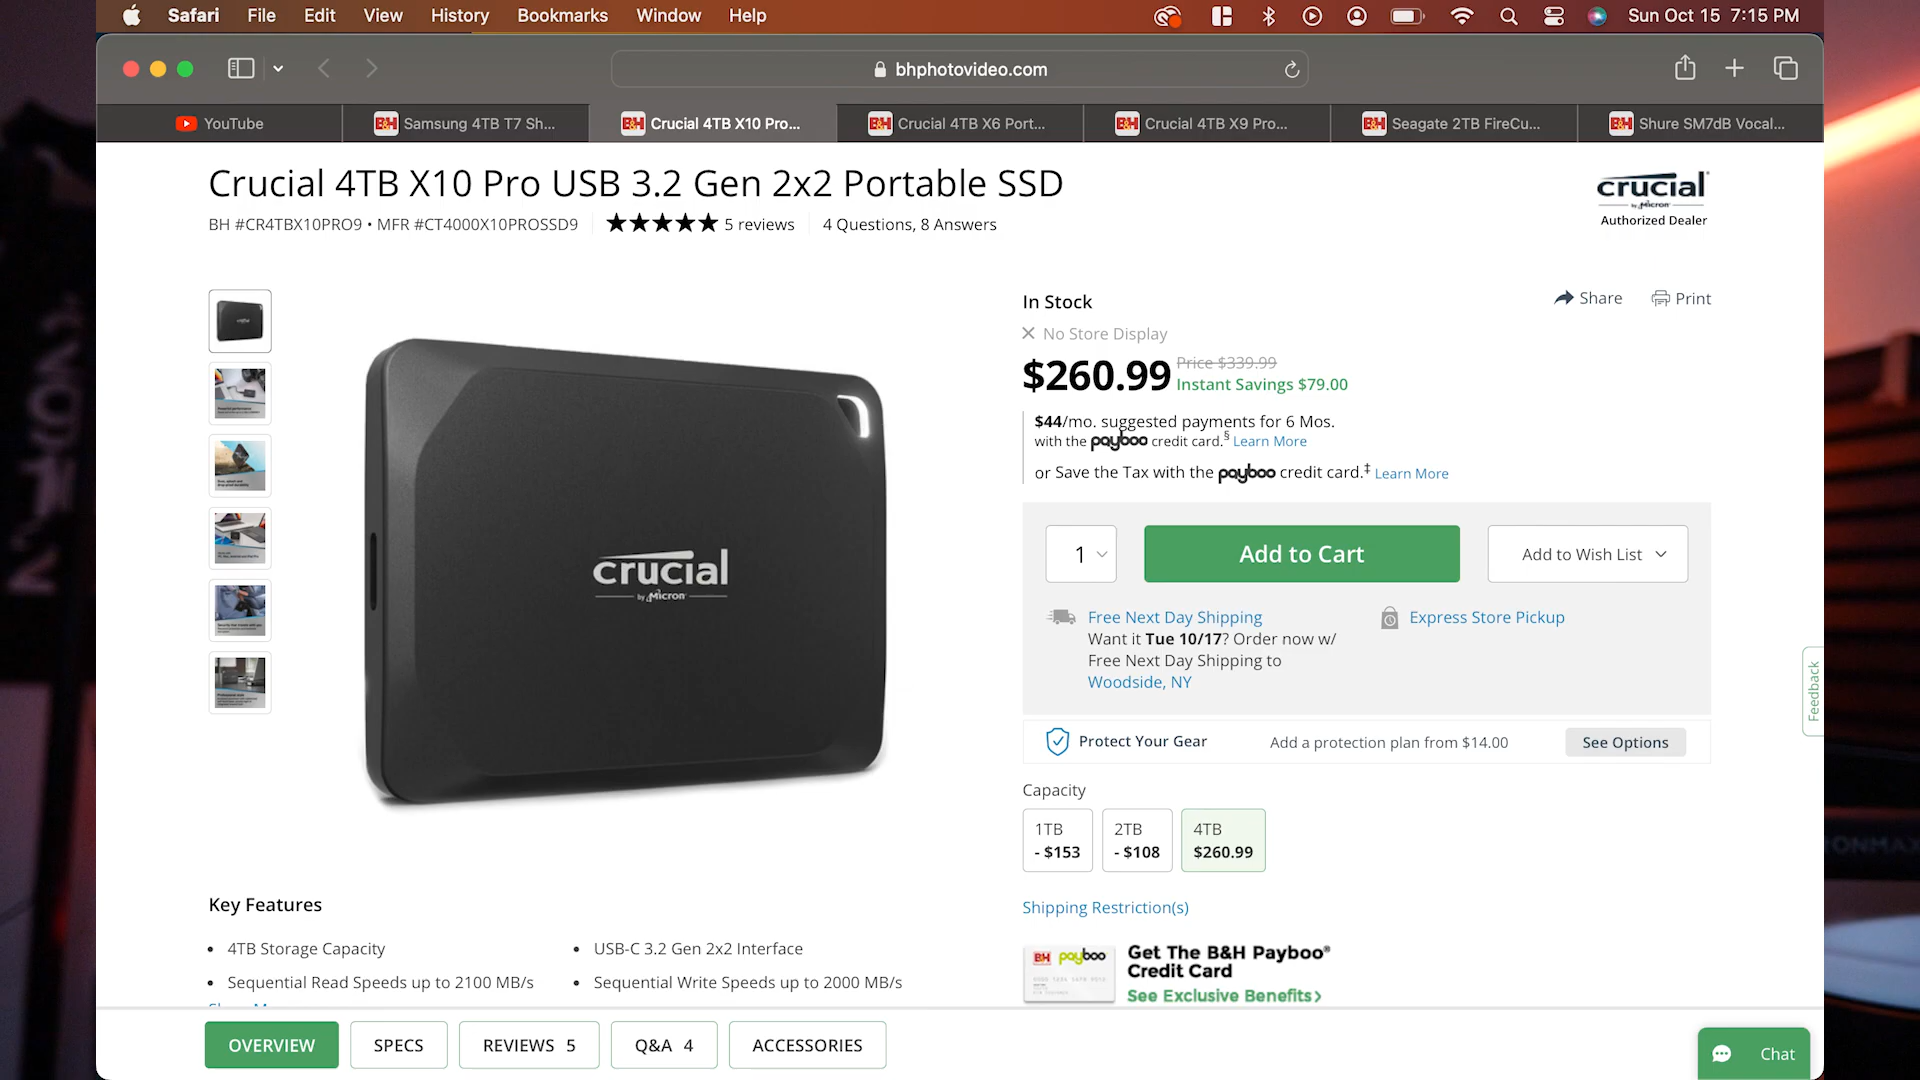 Safari File Edit View History Bookmarks Window Help Sun Oct 15 7:15 PM
bhphotovideo.com
YouTube
B&H Samsung 4TB T7 Sh...
B&H Crucial 4TB X10 Pro...
B&H Crucial 4TB X6 Port...
B&H Crucial 4TB X9 Pro...
B&H Seagate 2TB FireCu...
B&H Shure SM7dB Vocal...
Crucial 4TB X10 Pro USB 3.2 Gen 2x2 Portable SSD
BH #CR4TBX10PRO9 • MFR #CT4000X10PROSSD9 ★★★★★ 5 reviews 4 Questions, 8 Answers
crucial
by Micron
Authorized Dealer
crucial
by Micron
In Stock
Share Print
No Store Display
$260.99 Price $339.99
Instant Savings $79.00
$44/mo. suggested payments for 6 Mos.
with the payboo credit card.§ Learn More
or Save the Tax with the payboo credit card.‡ Learn More
1
Add to Cart
Add to Wish List
Free Next Day Shipping
Want it Tue 10/17? Order now w/
Free Next Day Shipping to
Woodside, NY
Express Store Pickup
Feedback
Protect Your Gear Add a protection plan from $14.00 See Options
Capacity
1TB
- $153
2TB
- $108
4TB
$260.99
Shipping Restriction(s)
B&H payboo
Get The B&H Payboo®
Credit Card
See Exclusive Benefits
Key Features
• 4TB Storage Capacity
• USB-C 3.2 Gen 2x2 Interface
• Sequential Read Speeds up to 2100 MB/s
• Sequential Write Speeds up to 2000 MB/s
OVERVIEW SPECS REVIEWS 5 Q&A 4 ACCESSORIES
Chat